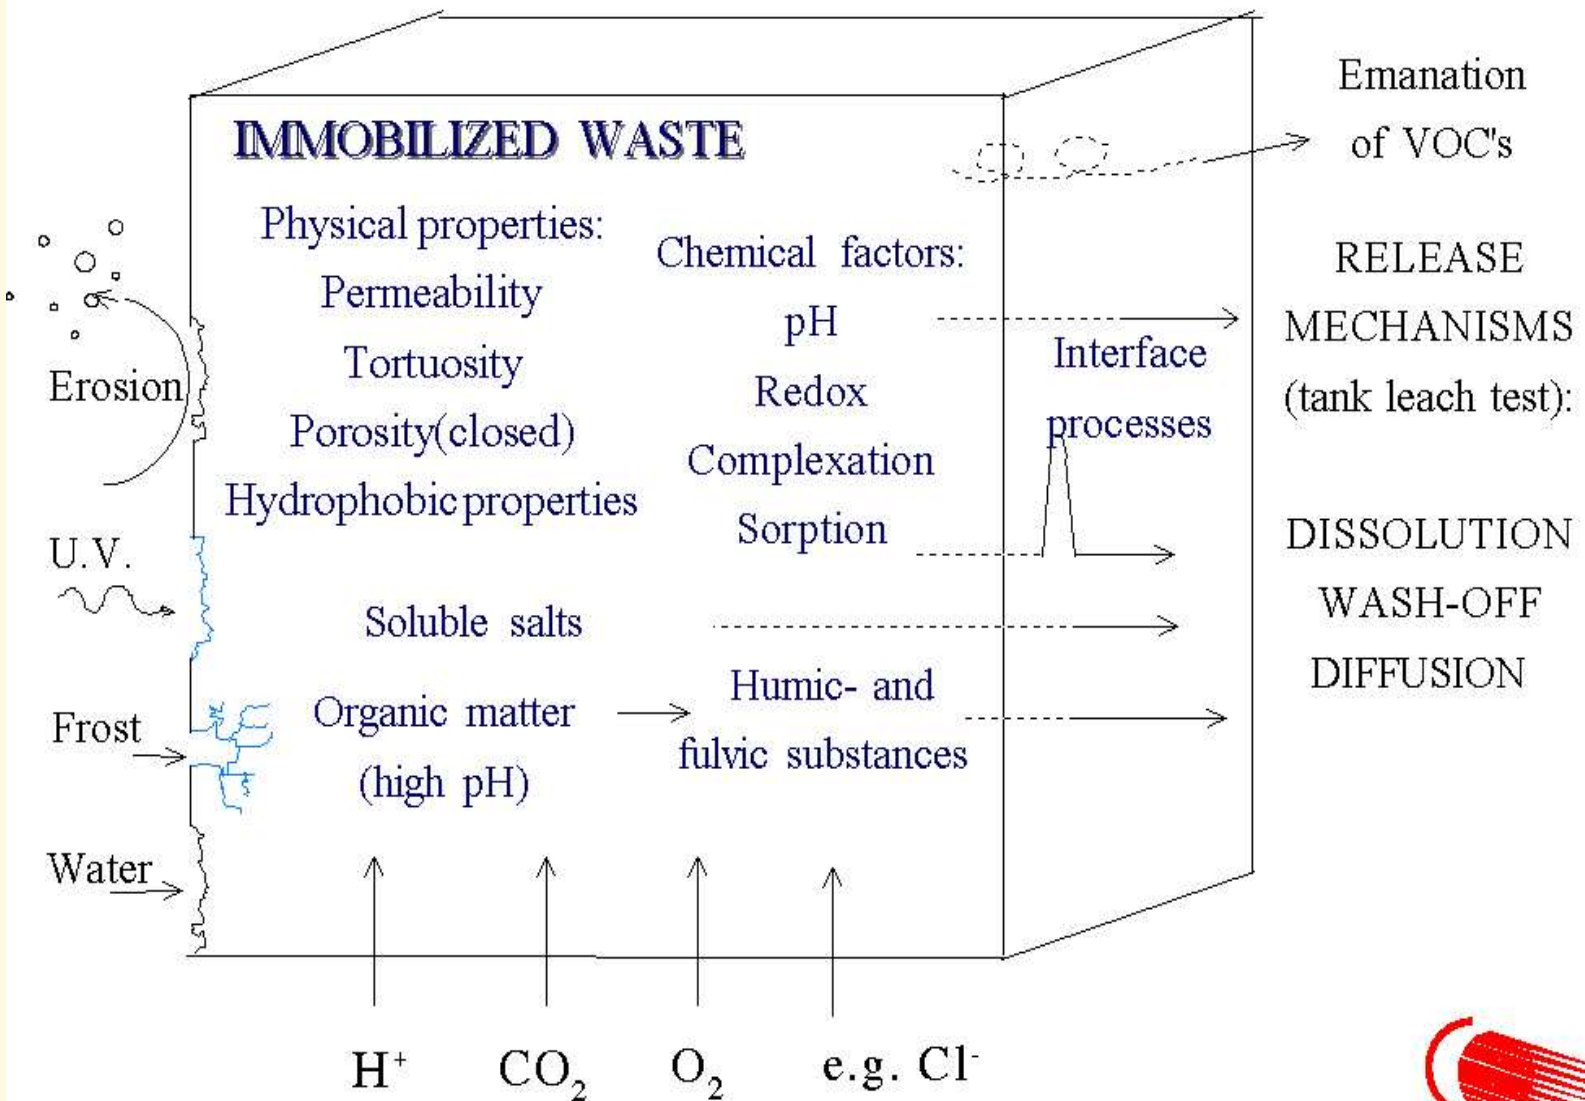 IMMOBILIZED WASTE
Physical properties:
Permeability
Tortuosity
Porosity(closed)
Hydrophobic properties
Chemical factors:
pH
Redox
Complexation
Sorption
Interface
processes
Soluble salts
Organic matter
(high pH)
Humic- and
fulvic substances
Erosion
U.V.
Frost
Water
H⁺
CO₂
O₂
e.g. Cl⁻
Emanation
of VOC's
RELEASE
MECHANISMS
(tank leach test):
DISSOLUTION
WASH-OFF
DIFFUSION